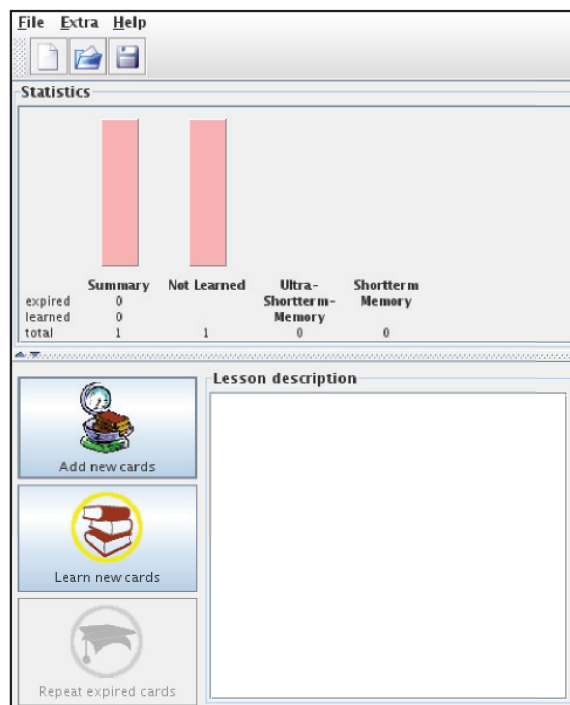 File Extra Help
Statistics
Summary Not Learned Ultra- Shortterm
expired 0 Shortterm- Memory
learned 0 Memory
total 1 1 0 0
Add new cards
Learn new cards
Repeat expired cards
Lesson description